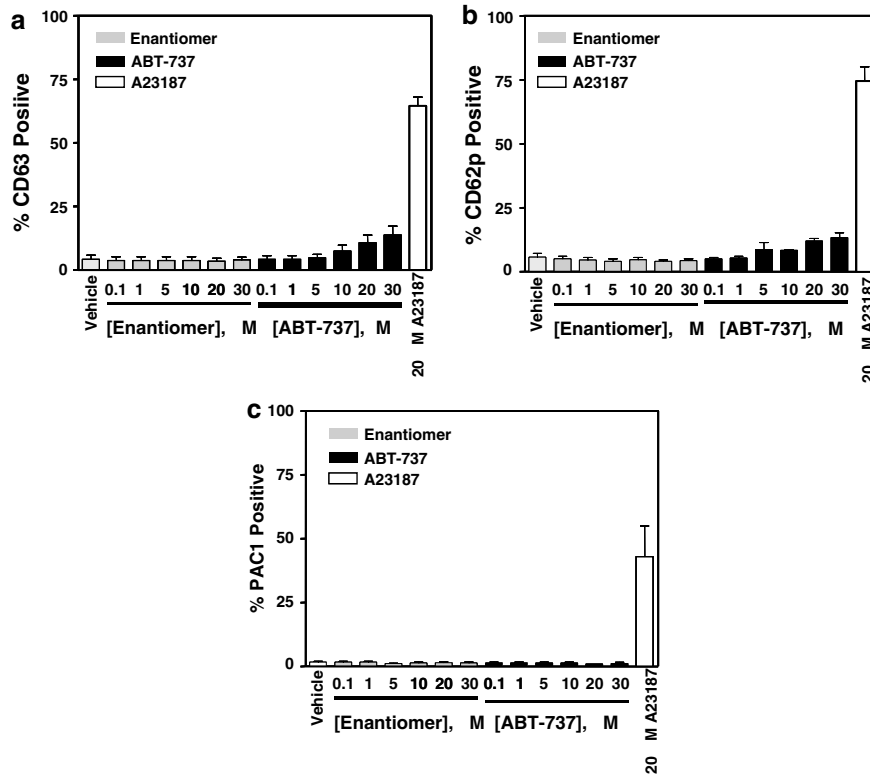 a
% CD63 Posiive
100
75
50
25
0
Enantiomer
ABT-737
A23187
Vehicle
0.1 1 5 10 20 30 0.1 1 5 10 20 30
[Enantiomer], M [ABT-737], M
20 M A23187
b
% CD62p Positive
100
75
50
25
0
Enantiomer
ABT-737
A23187
Vehicle
0.1 1 5 10 20 30 0.1 1 5 10 20 30
[Enantiomer], M [ABT-737], M
20 M A23187
c
% PAC1 Positive
100
75
50
25
0
Enantiomer
ABT-737
A23187
Vehicle
0.1 1 5 10 20 30 0.1 1 5 10 20 30
[Enantiomer], M [ABT-737], M
20 M A23187